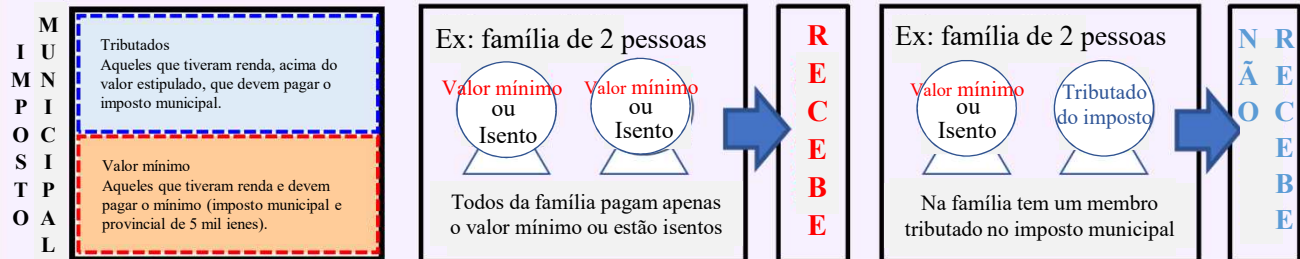 IMPOSTO
MUNICIPAL
Tributados
Aqueles que tiveram renda, acima do
valor estipulado, que devem pagar o
imposto municipal.
Valor mínimo
Aqueles que tiveram renda e devem
pagar o mínimo (imposto municipal e
provincial de 5 mil ienes).
Ex: família de 2 pessoas
Valor mínimo
ou
Isento
Valor mínimo
ou
Isento
Todos da família pagam apenas
o valor mínimo ou estão isentos
RECEBE
Ex: família de 2 pessoas
Valor mínimo
ou
Isento
Tributado
do imposto
Na família tem um membro
tributado no imposto municipal
NÃO
RECEBE